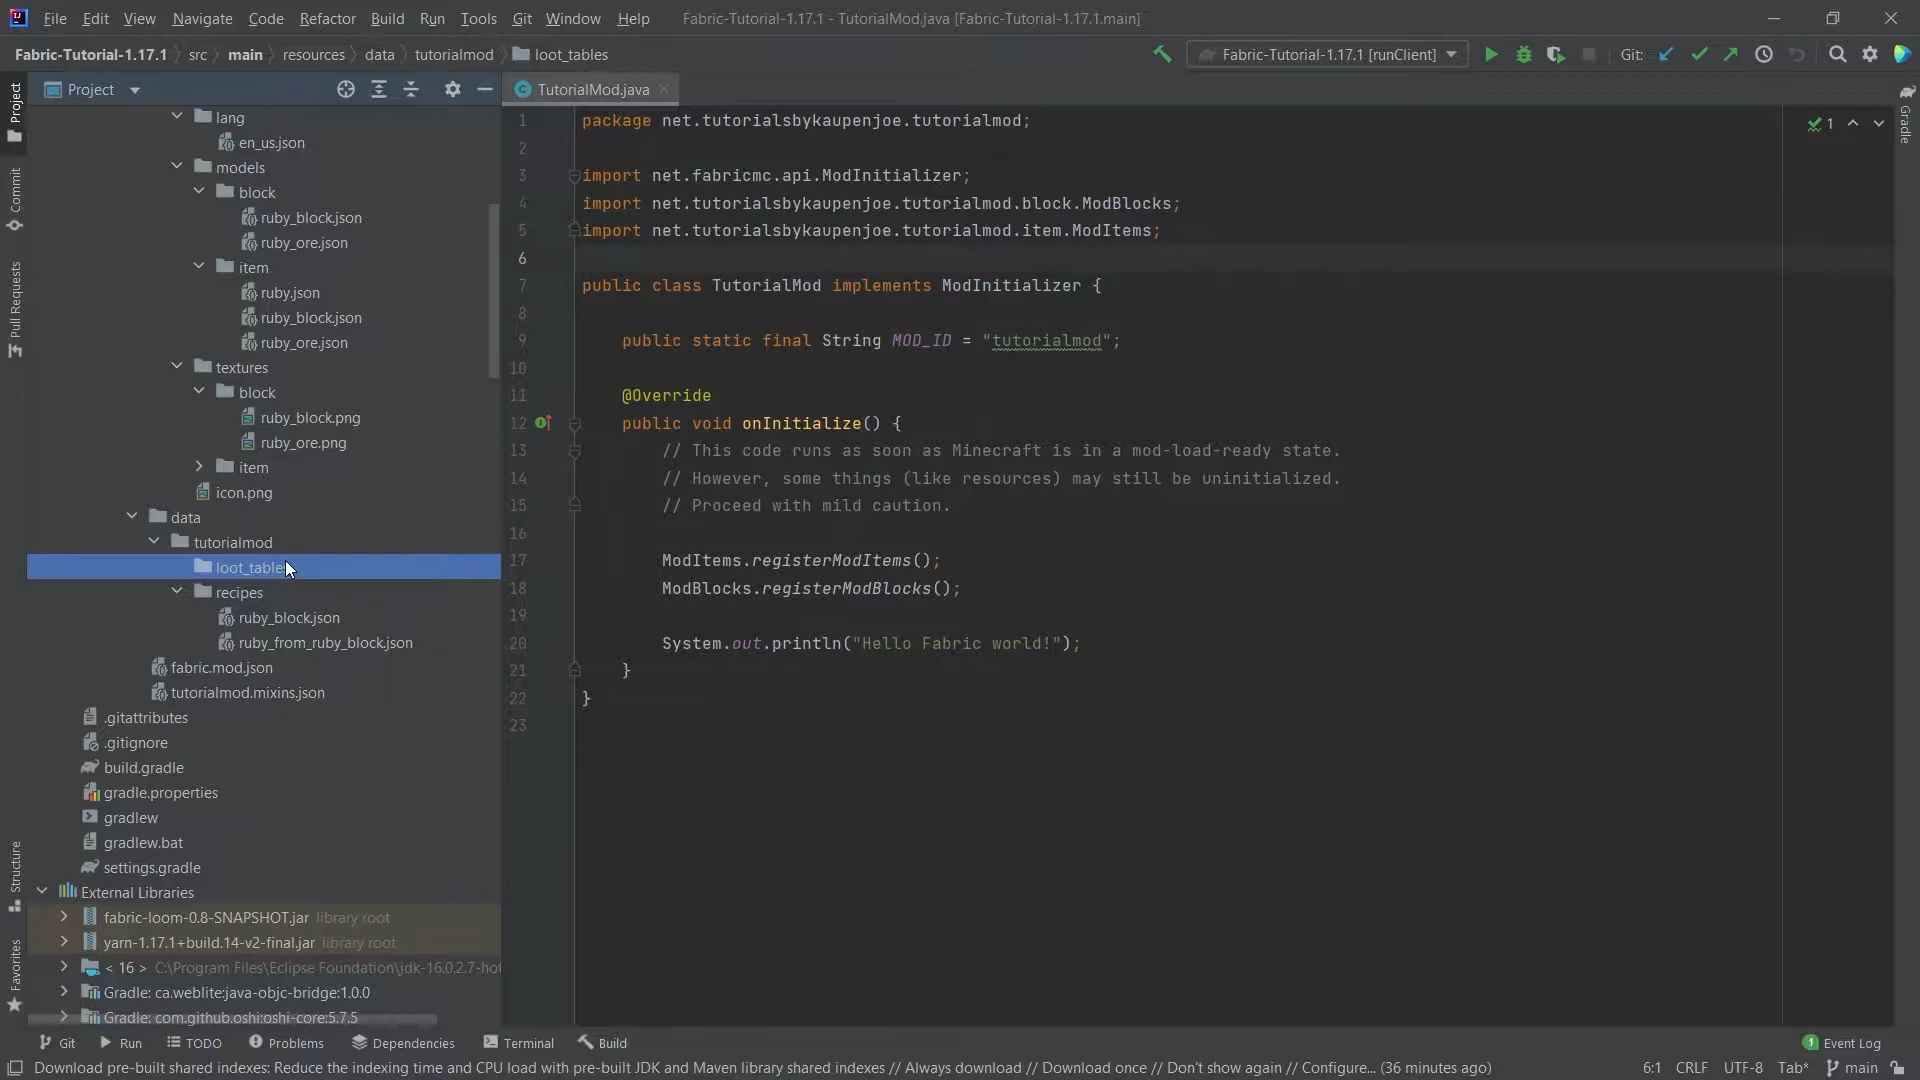 File Edit View Navigate Code Refactor Build Run Tools Git Window Help Fabric-Tutorial-1.17.1 - TutorialMod.java [Fabric-Tutorial-1.17.1.main]
Fabric-Tutorial-1.17.1 src main resources data tutorialmod loot_tables Fabric-Tutorial-1.17.1 [runClient] Git:
Project
TutorialMod.java
Project
Commit
Pull Requests
Structure
Favorites
Gradle
lang
en_us.json
models
block
ruby_block.json
ruby_ore.json
item
ruby.json
ruby_block.json
ruby_ore.json
textures
block
ruby_block.png
ruby_ore.png
item
icon.png
data
tutorialmod
loot_table
recipes
ruby_block.json
ruby_from_ruby_block.json
fabric.mod.json
tutorialmod.mixins.json
.gitattributes
.gitignore
build.gradle
gradle.properties
gradlew
gradlew.bat
settings.gradle
External Libraries
fabric-loom-0.8-SNAPSHOT.jar library root
yarn-1.17.1+build.14-v2-final.jar library root
< 16 > C:\Program Files\Eclipse Foundation\jdk-16.0.2.7-hot
Gradle: ca.weblite:java-objc-bridge:1.0.0
Gradle: com.github.oshi:oshi-core:5.7.5
1 package net.tutorialsbykaupenjoe.tutorialmod;
2
3 import net.fabricmc.api.ModInitializer;
4 import net.tutorialsbykaupenjoe.tutorialmod.block.ModBlocks;
5 import net.tutorialsbykaupenjoe.tutorialmod.item.ModItems;
6
7 public class TutorialMod implements ModInitializer {
8
9 public static final String MOD_ID = "tutorialmod";
10
11 @Override
12 public void onInitialize() {
13 // This code runs as soon as Minecraft is in a mod-load-ready state.
14 // However, some things (like resources) may still be uninitialized.
15 // Proceed with mild caution.
16
17 ModItems.registerModItems();
18 ModBlocks.registerModBlocks();
19
20 System.out.println("Hello Fabric world!");
21 }
22 }
23
1
Git Run TODO Problems Dependencies Terminal Build 1 Event Log
Download pre-built shared indexes: Reduce the indexing time and CPU load with pre-built JDK and Maven library shared indexes // Always download // Download once // Don't show again // Configure... (36 minutes ago) 6:1 CRLF UTF-8 Tab* main